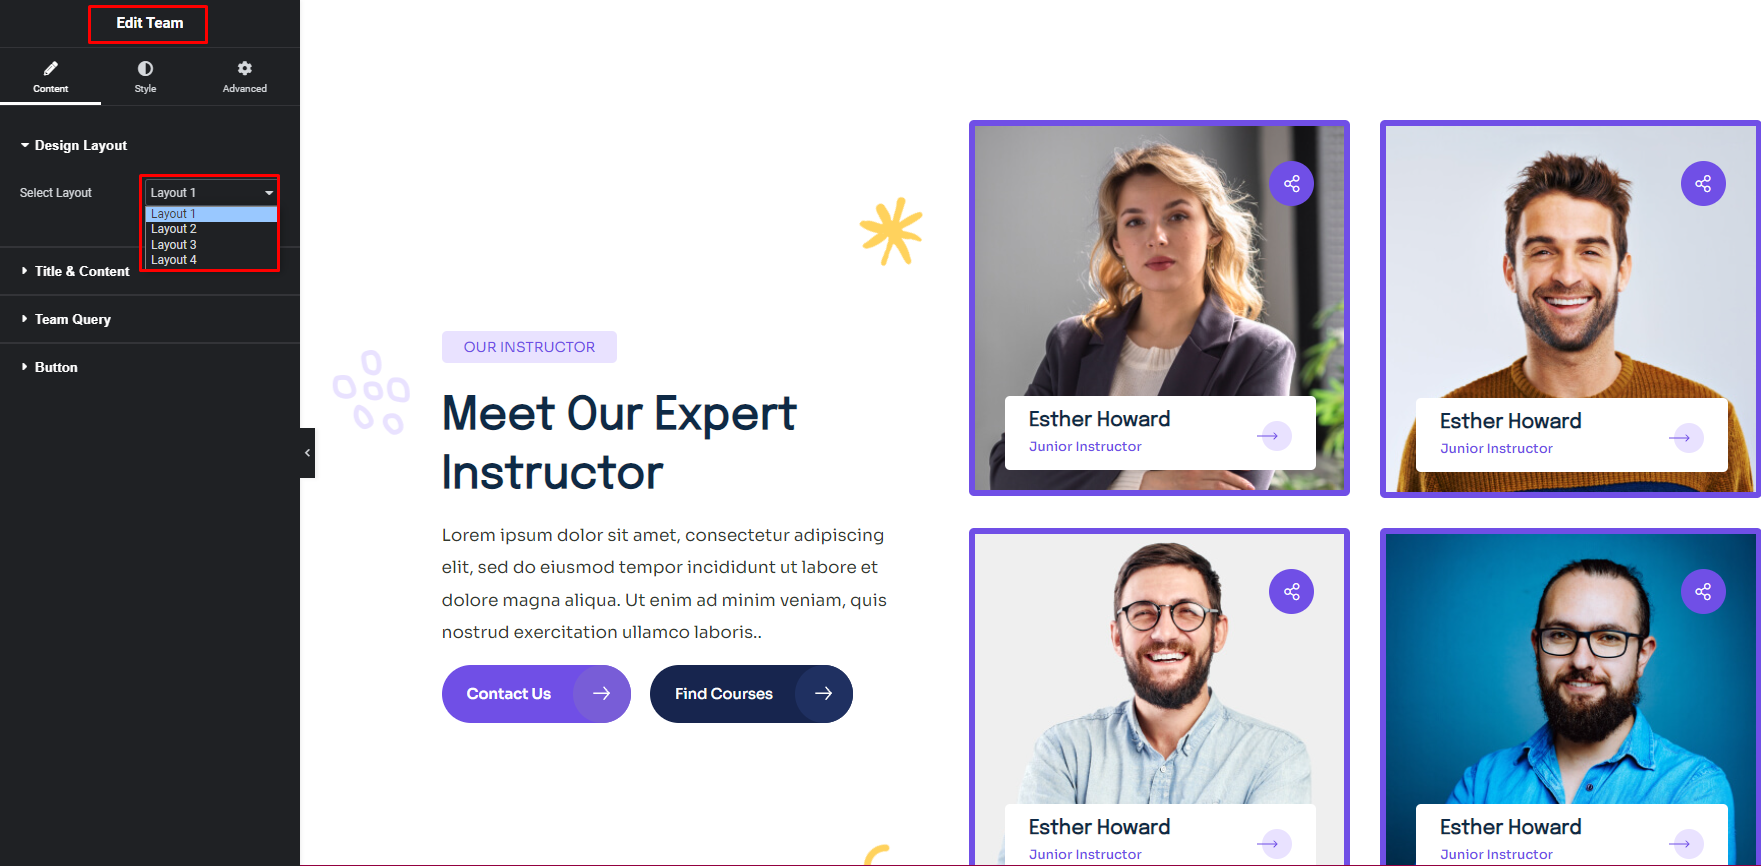 Edit Team
Content
Style
Advanced
Design Layout
Select Layout
Layout 1
Layout 1
Layout 2
Layout 3
Layout 4
Title & Content
Team Query
Button
OUR INSTRUCTOR
Meet Our Expert
Instructor
Lorem ipsum dolor sit amet, consectetur adipiscing
elit, sed do eiusmod tempor incididunt ut labore et
dolore magna aliqua. Ut enim ad minim veniam, quis
nostrud exercitation ullamco laboris..
Contact Us
Find Courses
Esther Howard
Junior Instructor
Esther Howard
Junior Instructor
Esther Howard
Junior Instructor
Esther Howard
Junior Instructor